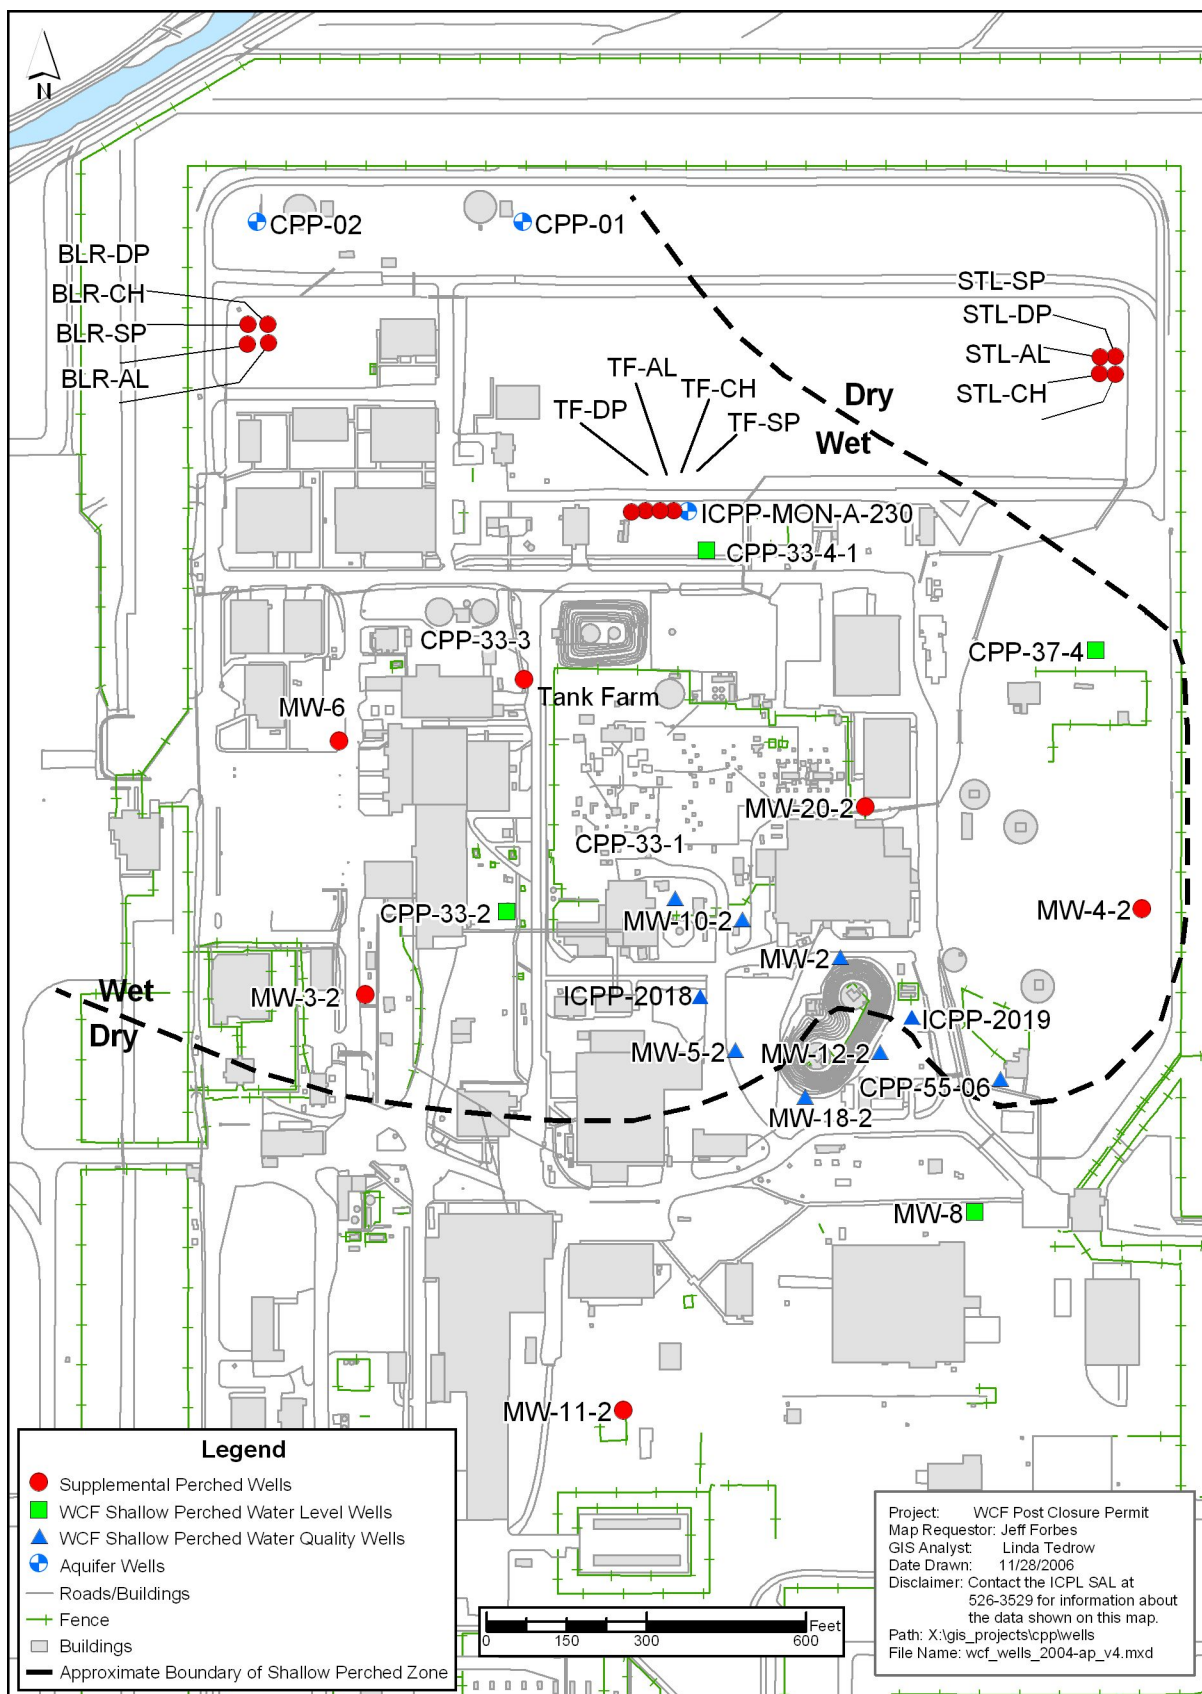 N
CPP-02
CPP-01
BLR-DP
BLR-CH
BLR-SP
BLR-AL
STL-SP
STL-DP
STL-AL
STL-CH
TF-AL
TF-CH
TF-DP
TF-SP
Dry
Wet
ICPP-MON-A-230
CPP-33-4-1
CPP-33-3
CPP-37-4
Tank Farm
MW-6
MW-20-2
CPP-33-1
CPP-33-2
MW-10-2
MW-4-2
MW-2
Wet
MW-3-2
ICPP-2018
ICPP-2019
Dry
MW-5-2
MW-12-2
CPP-55-06
MW-18-2
MW-8
MW-11-2
Legend
Supplemental Perched Wells
WCF Shallow Perched Water Level Wells
WCF Shallow Perched Water Quality Wells
Aquifer Wells
Roads/Buildings
Fence
Buildings
Approximate Boundary of Shallow Perched Zone
Feet
0 150 300 600
Project: WCF Post Closure Permit
Map Requestor: Jeff Forbes
GIS Analyst: Linda Tedrow
Date Drawn: 11/28/2006
Disclaimer: Contact the ICPL SAL at
526-3529 for information about
the data shown on this map.
Path: X:\gis_projects\cpp\wells
File Name: wcf_wells_2004-ap_v4.mxd